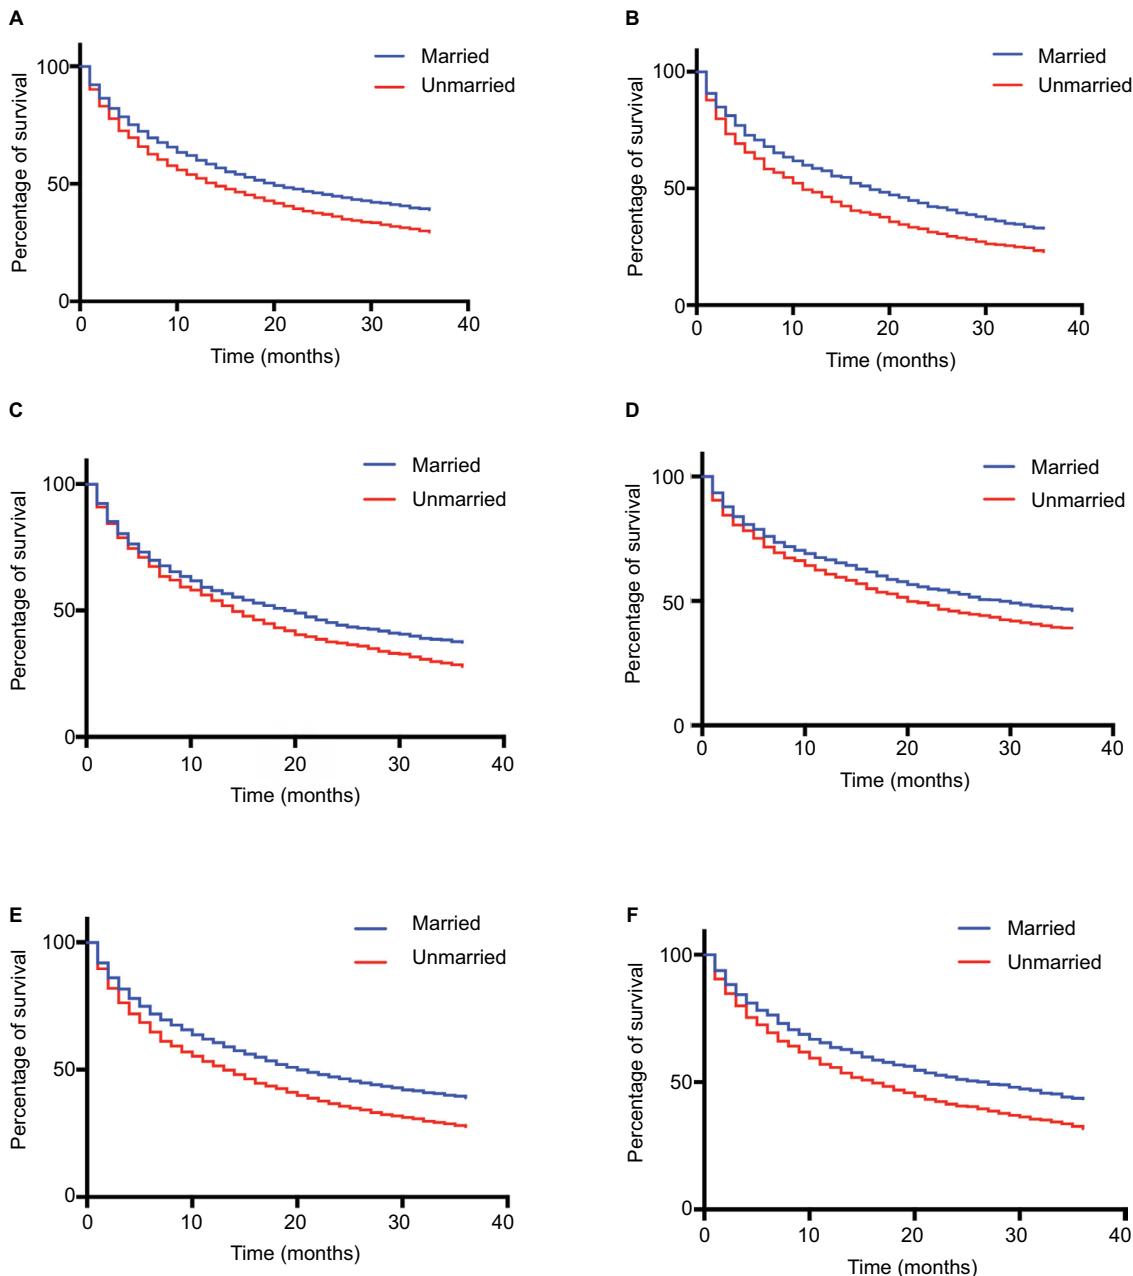 A
Married
Unmarried
Percentage of survival
100
50
0
0 10 20 30 40
Time (months)
B
Married
Unmarried
Percentage of survival
100
50
0
0 10 20 30 40
Time (months)
C
Married
Unmarried
Percentage of survival
100
50
0
0 10 20 30 40
Time (months)
D
Married
Unmarried
Percentage of survival
100
50
0
0 10 20 30 40
Time (months)
E
Married
Unmarried
Percentage of survival
100
50
0
0 10 20 30 40
Time (months)
F
Married
Unmarried
Percentage of survival
100
50
0
0 10 20 30 40
Time (months)